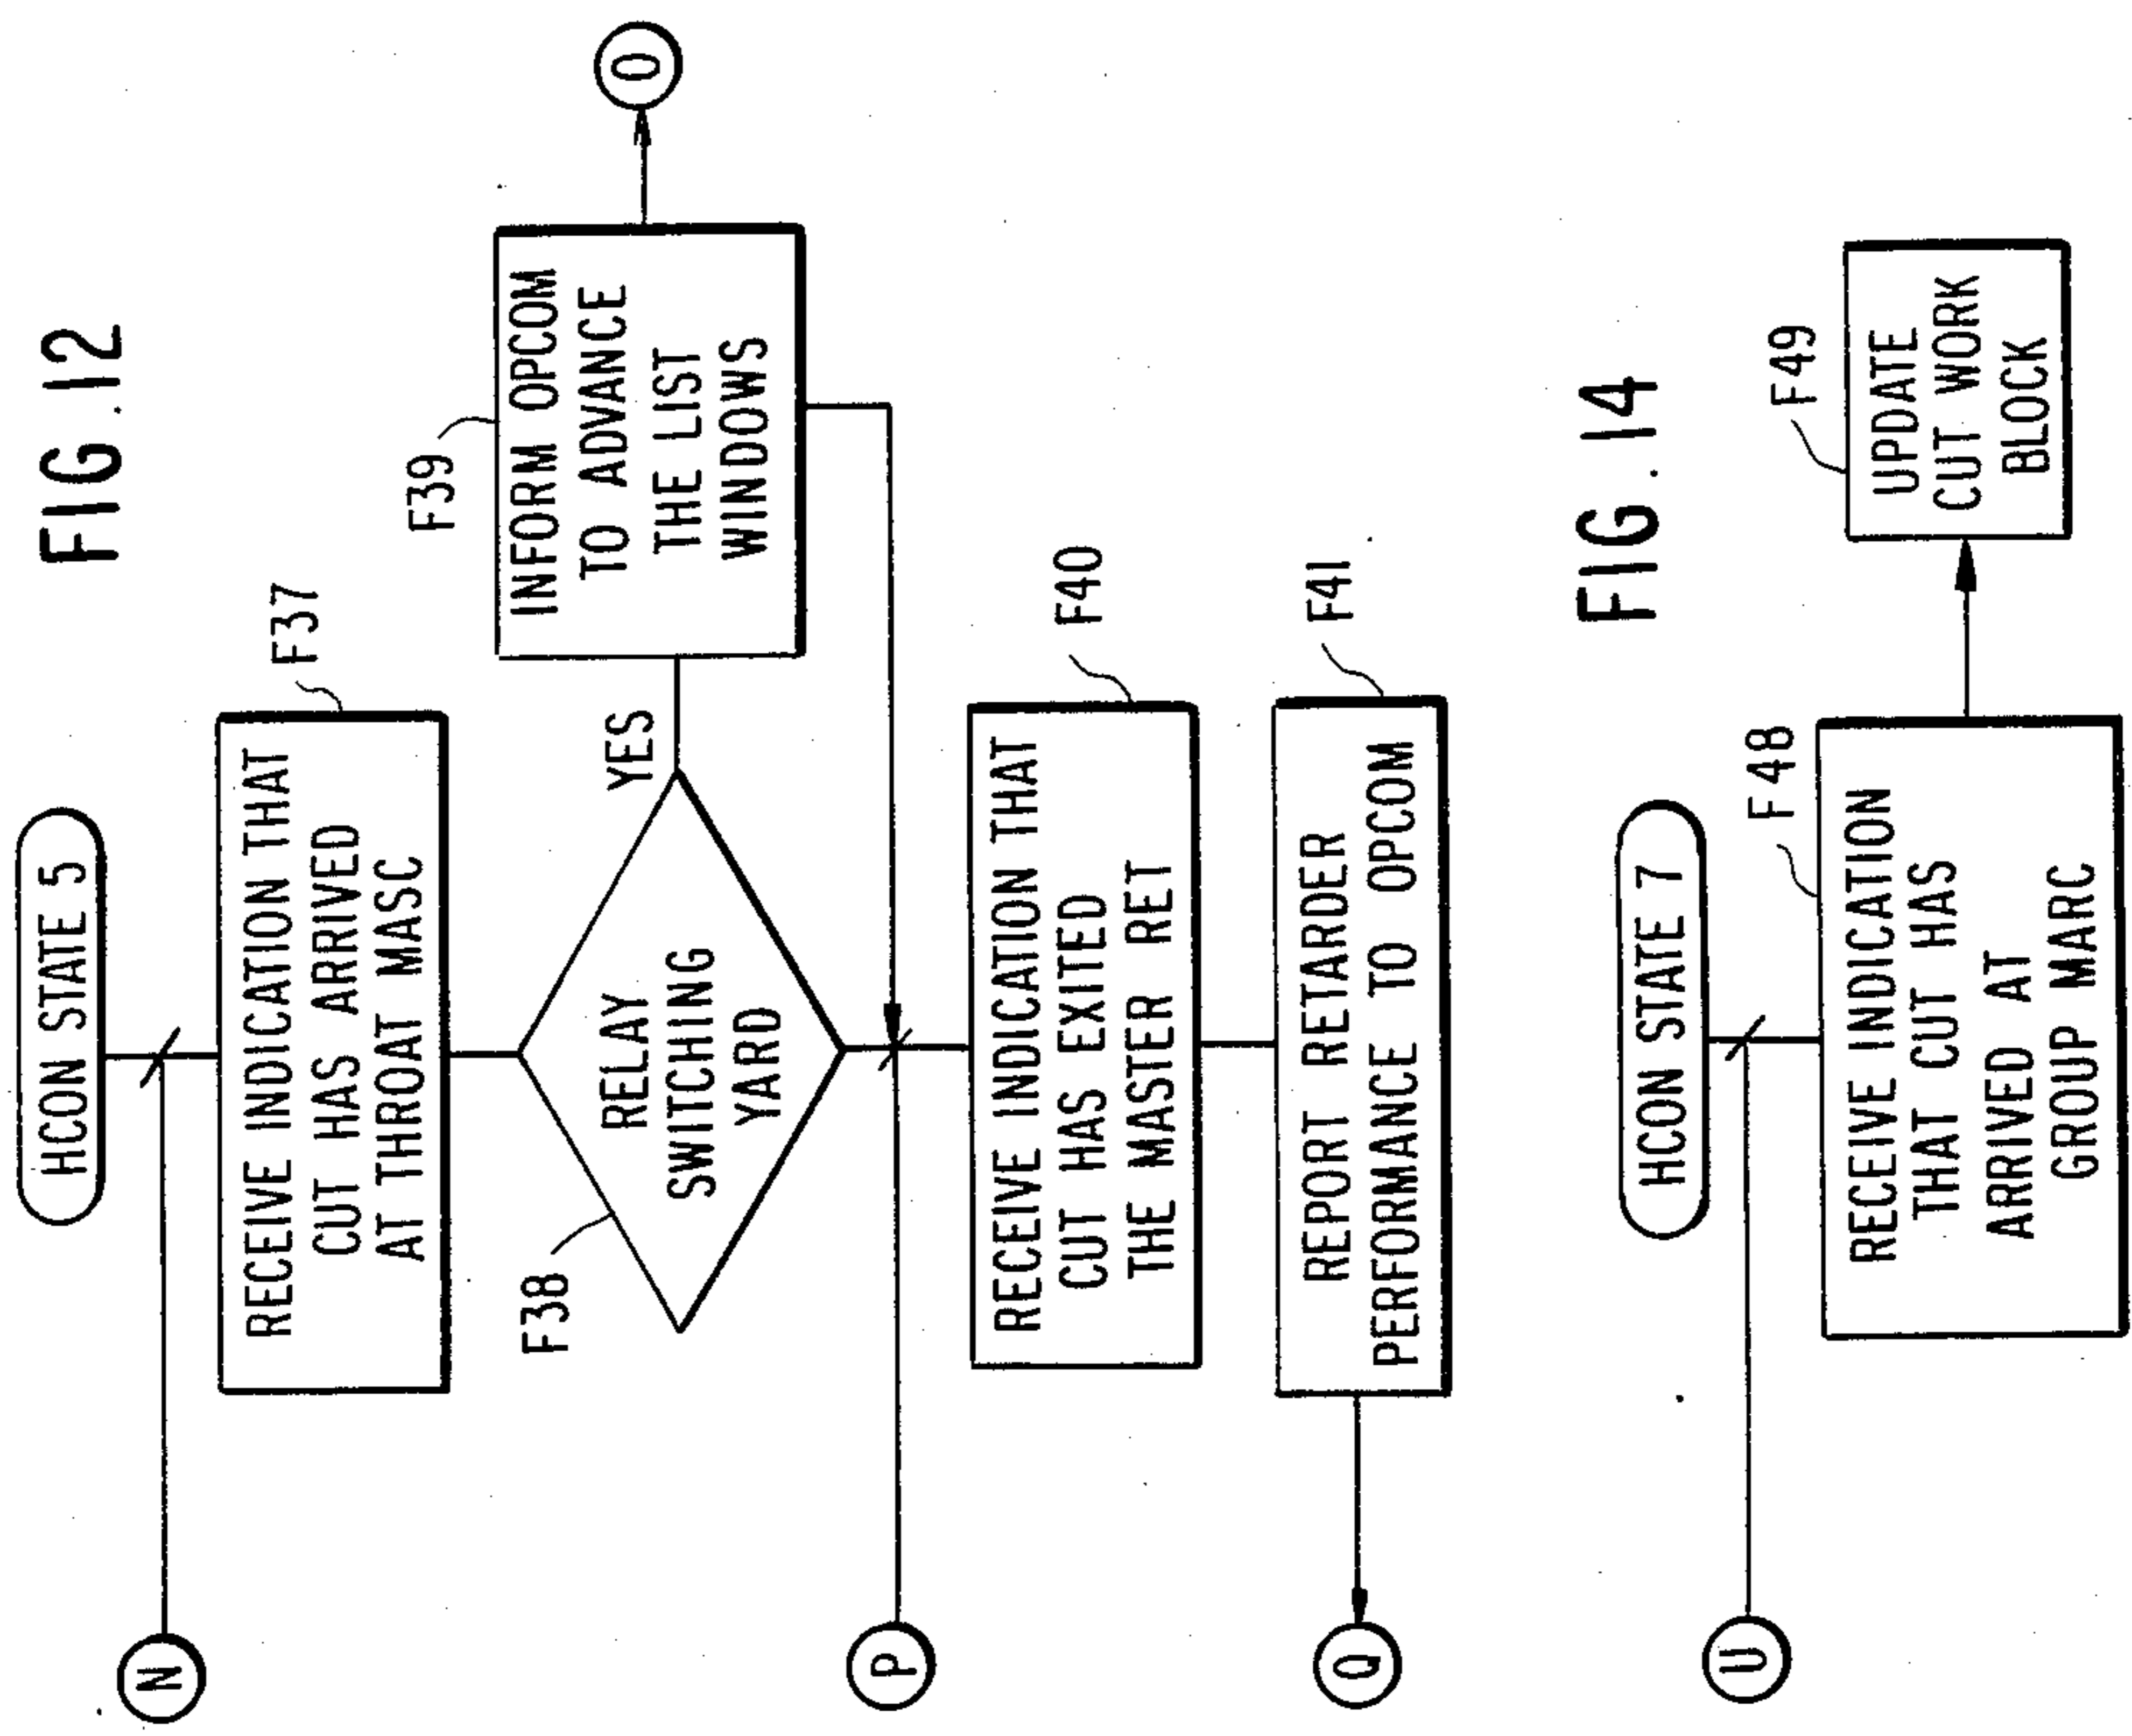 FIG.12
HCON STATE 5
N
RECEIVE INDICATION THAT
CUT HAS ARRIVED
AT THROAT MASC
F37
F38
RELAY
SWITCHING
YARD
YES
F39
INFORM OPCOM
TO ADVANCE
THE LIST
WINDOWS
O
P
RECEIVE INDICATION THAT
CUT HAS EXITED
THE MASTER RET
F40
REPORT RETARDER
PERFORMANCE TO OPCOM
F41
Q
FIG.14
HCON STATE 7
U
RECEIVE INDICATION
THAT CUT HAS
ARRIVED AT
GROUP MARC
F48
F49
UPDATE
CUT WORK
BLOCK